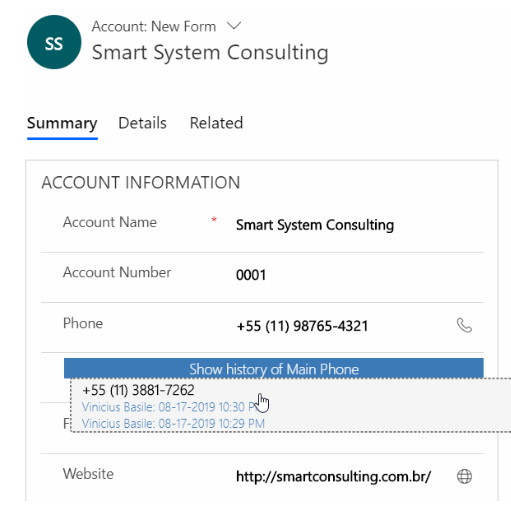 SS
Account: New Form
Smart System Consulting
Summary Details Related
ACCOUNT INFORMATION
Account Name * Smart System Consulting
Account Number 0001
Phone +55 (11) 98765-4321
Show history of Main Phone
+55 (11) 3881-7262
Vinicius Basile: 08-17-2019 10:30
Vinicius Basile: 08-17-2019 10:29 PM
Website http://smartconsulting.com.br/